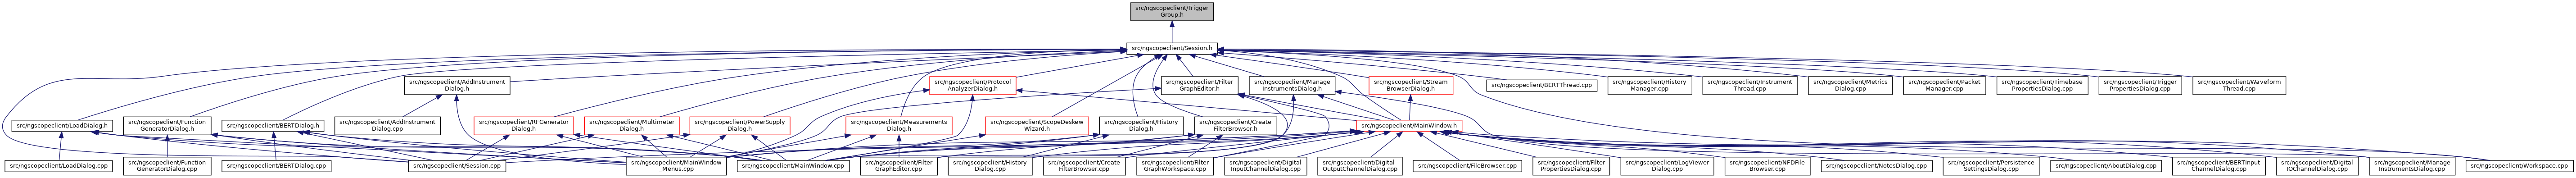 src/ngscopeclient/Trigger
Group.h
src/ngscopeclient/Session.h
src/ngscopeclient/AddInstrument
Dialog.h
src/ngscopeclient/Protocol
AnalyzerDialog.h
src/ngscopeclient/Filter
GraphEditor.h
src/ngscopeclient/Manage
InstrumentsDialog.h
src/ngscopeclient/Stream
BrowserDialog.h
src/ngscopeclient/BERTThread.cpp
src/ngscopeclient/History
Manager.cpp
src/ngscopeclient/Instrument
Thread.cpp
src/ngscopeclient/Metrics
Dialog.cpp
src/ngscopeclient/Packet
Manager.cpp
src/ngscopeclient/Timebase
PropertiesDialog.cpp
src/ngscopeclient/Trigger
PropertiesDialog.cpp
src/ngscopeclient/Waveform
Thread.cpp
src/ngscopeclient/LoadDialog.h
src/ngscopeclient/Function
GeneratorDialog.h
src/ngscopeclient/BERTDialog.h
src/ngscopeclient/AddInstrument
Dialog.cpp
src/ngscopeclient/RFGenerator
Dialog.h
src/ngscopeclient/Multimeter
Dialog.h
src/ngscopeclient/PowerSupply
Dialog.h
src/ngscopeclient/Measurements
Dialog.h
src/ngscopeclient/ScopeDeskew
Wizard.h
src/ngscopeclient/History
Dialog.h
src/ngscopeclient/Create
FilterBrowser.h
src/ngscopeclient/MainWindow.h
src/ngscopeclient/LoadDialog.cpp
src/ngscopeclient/Function
GeneratorDialog.cpp
src/ngscopeclient/BERTDialog.cpp
src/ngscopeclient/Session.cpp
src/ngscopeclient/MainWindow
_Menus.cpp
src/ngscopeclient/MainWindow.cpp
src/ngscopeclient/Filter
GraphEditor.cpp
src/ngscopeclient/History
Dialog.cpp
src/ngscopeclient/Create
FilterBrowser.cpp
src/ngscopeclient/Filter
GraphWorkspace.cpp
src/ngscopeclient/Digital
InputChannelDialog.cpp
src/ngscopeclient/Digital
OutputChannelDialog.cpp
src/ngscopeclient/FileBrowser.cpp
src/ngscopeclient/Filter
PropertiesDialog.cpp
src/ngscopeclient/LogViewer
Dialog.cpp
src/ngscopeclient/NFDFile
Browser.cpp
src/ngscopeclient/NotesDialog.cpp
src/ngscopeclient/Persistence
SettingsDialog.cpp
src/ngscopeclient/AboutDialog.cpp
src/ngscopeclient/BERTInput
ChannelDialog.cpp
src/ngscopeclient/Digital
IOChannelDialog.cpp
src/ngscopeclient/Manage
InstrumentsDialog.cpp
src/ngscopeclient/Workspace.cpp